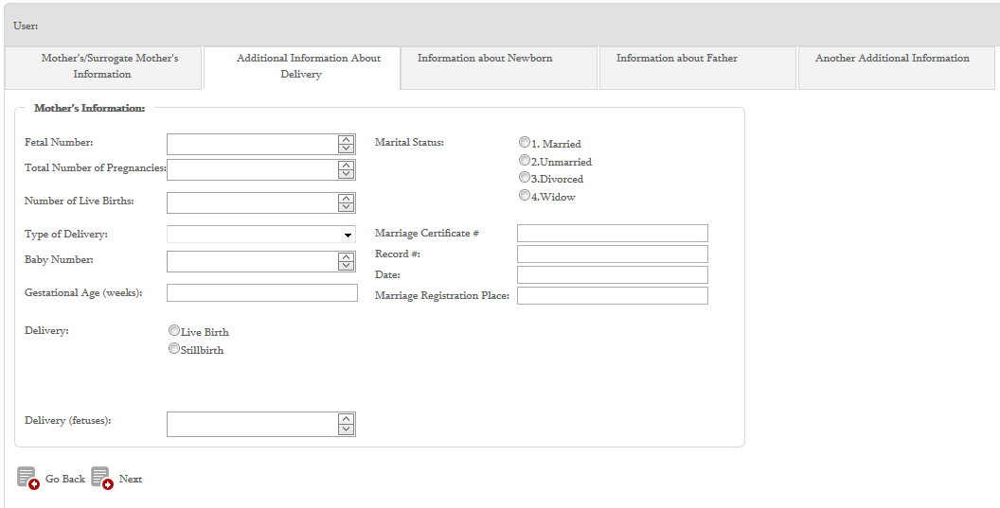 User:
Mother's/Surrogate Mother's
Information
Additional Information About
Delivery
Information about Newborn
Information about Father
Another Additional Information
Mother's Information:
Fetal Number:
Total Number of Pregnancies:
Number of Live Births:
Type of Delivery:
Baby Number:
Gestational Age (weeks):
Delivery:
Live Birth
Stillbirth
Delivery (fetuses):
Marital Status:
1. Married
2.Unmarried
3.Divorced
4.Widow
Marriage Certificate #
Record #:
Date:
Marriage Registration Place:
Go Back
Next